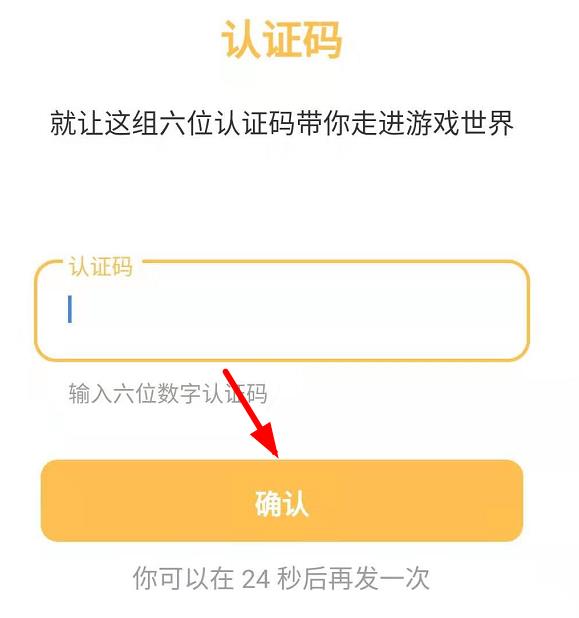 认证码
就让这组六位认证码带你走进游戏世界
认证码
输入六位数字认证码
确认
你可以在 24 秒后再发一次